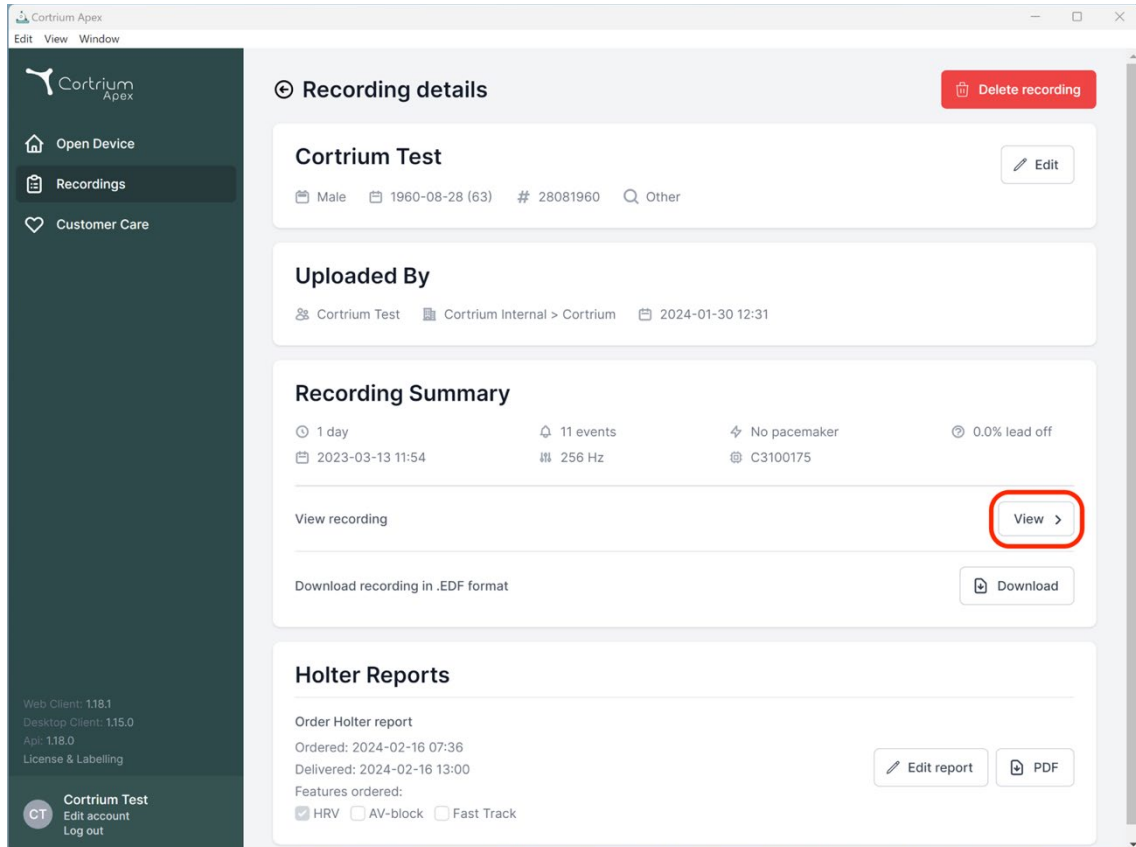 Cortrium Apex
Edit View Window
Cortrium
Apex
Open Device
Recordings
Customer Care
Web Client: 1.18.1
Desktop Client: 1.15.0
Api: 1.18.0
License & Labelling
CT
Cortrium Test
Edit account
Log out
Recording details
Delete recording
Cortrium Test
Edit
Male 1960-08-28 (63) # 28081960 Other
Uploaded By
Cortrium Test Cortrium Internal > Cortrium 2024-01-30 12:31
Recording Summary
1 day 11 events No pacemaker 0.0% lead off
2023-03-13 11:54 256 Hz C3100175
View recording View >
Download recording in .EDF format Download
Holter Reports
Order Holter report
Ordered: 2024-02-16 07:36
Delivered: 2024-02-16 13:00
Features ordered:
HRV AV-block Fast Track
Edit report PDF